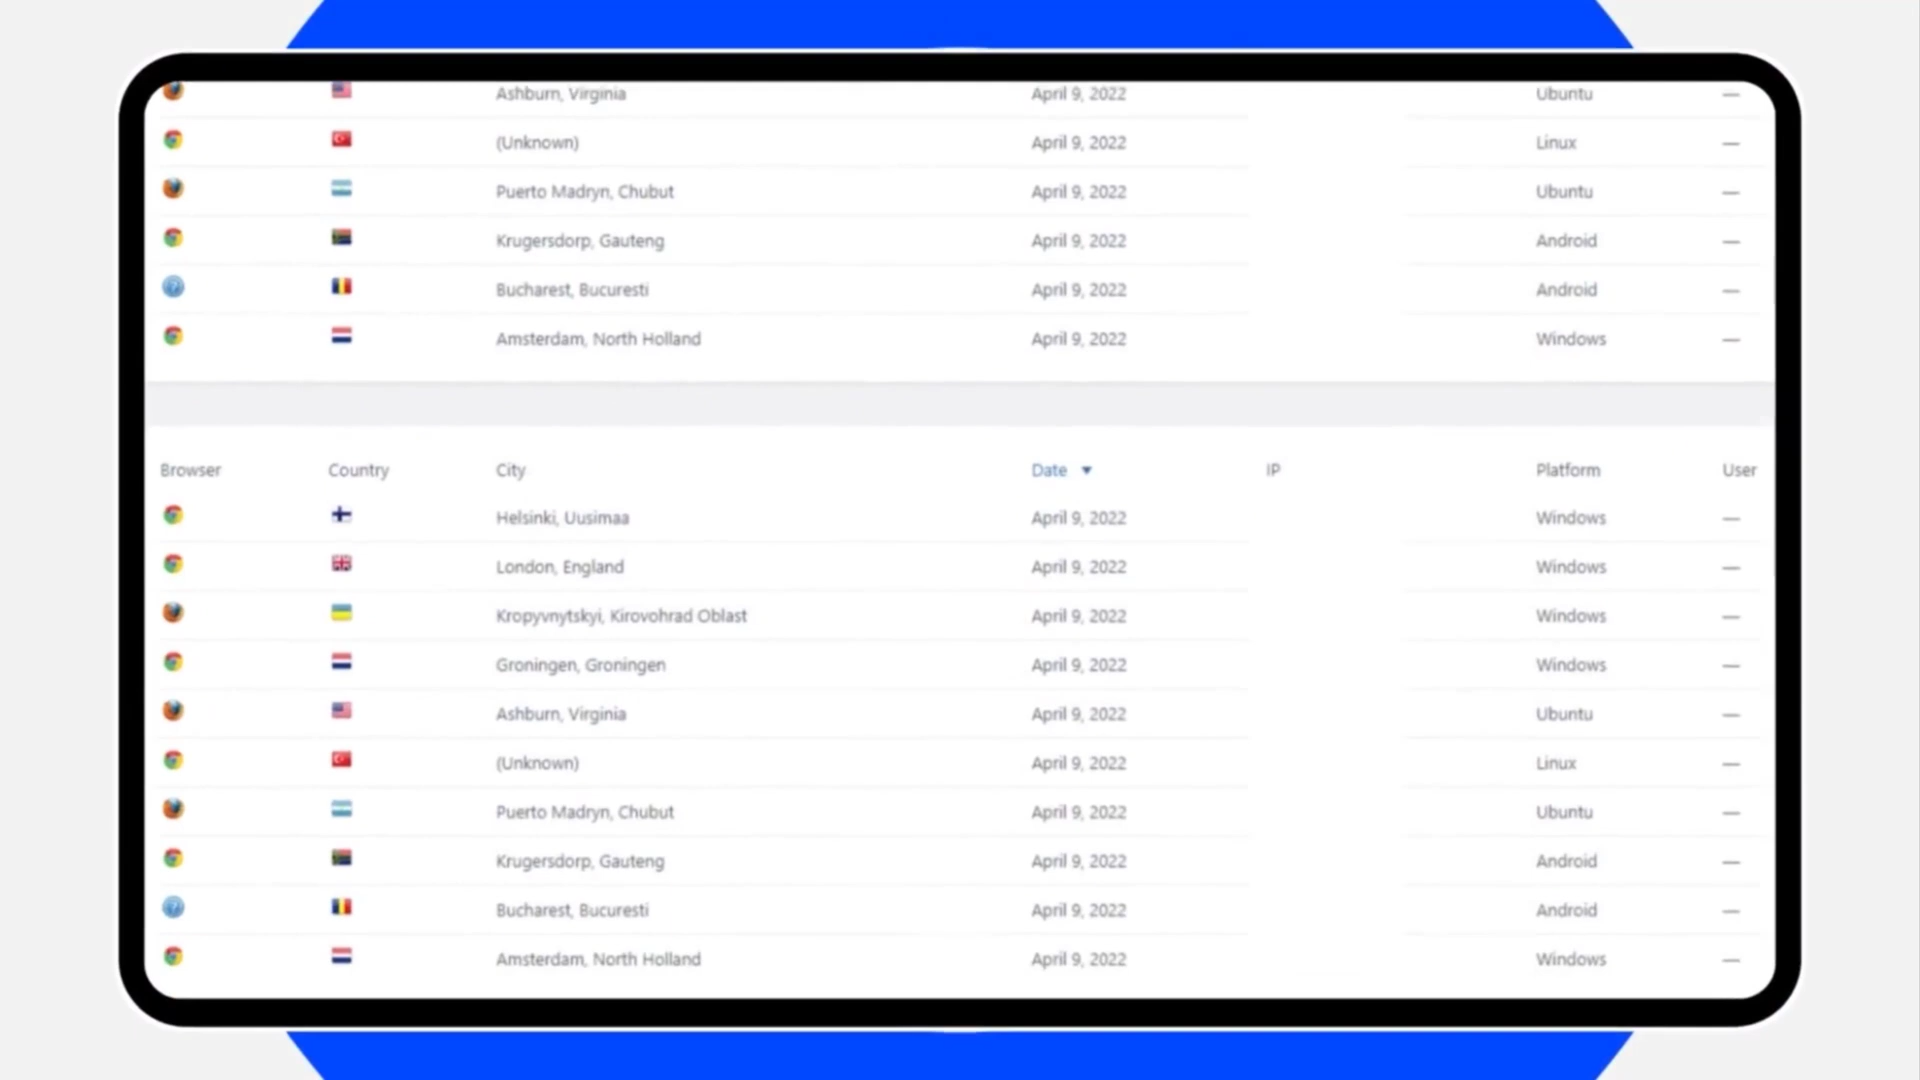 Ashburn, Virginia April 9, 2022 Ubuntu —
(Unknown) April 9, 2022 Linux —
Puerto Madryn, Chubut April 9, 2022 Ubuntu —
Krugersdorp, Gauteng April 9, 2022 Android —
Bucharest, Bucuresti April 9, 2022 Android —
Amsterdam, North Holland April 9, 2022 Windows —
Browser Country City Date IP Platform User
Helsinki, Uusimaa April 9, 2022 Windows —
London, England April 9, 2022 Windows —
Kropyvnytskyi, Kirovohrad Oblast April 9, 2022 Windows —
Groningen, Groningen April 9, 2022 Windows —
Ashburn, Virginia April 9, 2022 Ubuntu —
(Unknown) April 9, 2022 Linux —
Puerto Madryn, Chubut April 9, 2022 Ubuntu —
Krugersdorp, Gauteng April 9, 2022 Android —
Bucharest, Bucuresti April 9, 2022 Android —
Amsterdam, North Holland April 9, 2022 Windows —